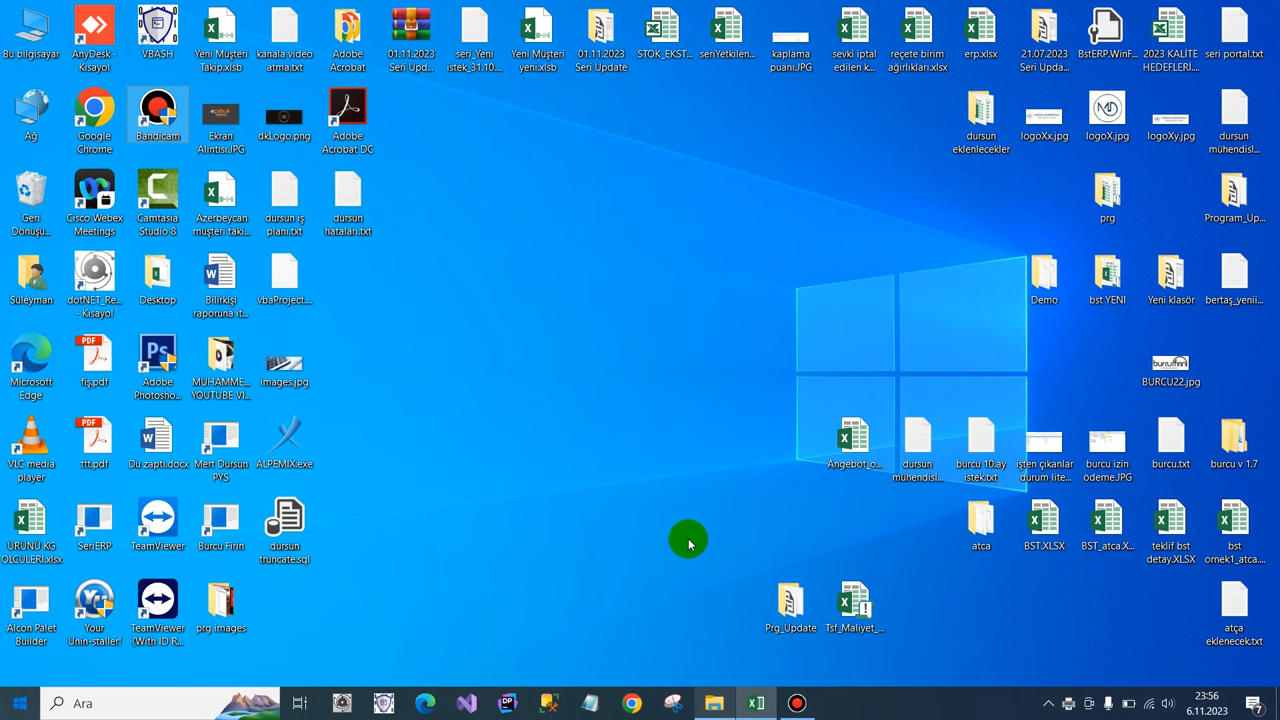 Bu bilgisayar
AnyDesk -
Kısayol
VBASH
Yeni Müşteri
Takip.xlsb
kanala video
atma.txt
Adobe
Acrobat
01.11.2023
Seri Upd...
seri_Yeni
istek_31.10....
Yeni Müşteri
yeni.xlsb
01.11.2023
Seri Update
STOK_EKST...
seriYetkilen...
kaplama
puanı.JPG
sevki iptal
edilen k...
reçete birim
ağırlıkları.xlsx
erp.xlsx
21.07.2023
Seri Upda...
BstERP.WinF...
2023 KALİTE
HEDEFLERİ....
seri portal.txt
Ağ
Google
Chrome
Bandicam
Ekran
Alıntısı.JPG
dkLogo.png
Adobe
Acrobat DC
dursun
eklenlecekler
logoXx.jpg
logoX.jpg
logoXy.jpg
dursun
mühendisl...
Geri
Dönüşü...
Cisco Webex
Meetings
Camtasia
Studio 8
Azerbeycan
müşteri taki...
dursun iş
planı.txt
dursun
hataları.txt
prg
Program_Up...
Süleyman
dotNET_Re...
- Kısayol
Desktop
Bilirkişi
raporuna it...
vbaProject....
Demo
bst YENI
Yeni klasör
bertaş_yenii...
Microsoft
Edge
PDF
fiş.pdf
Ps
Adobe
Photosho...
MUHAMME...
YOUTUBE VI...
images.jpg
BURCU22.jpg
VLC media
player
PDF
ttt.pdf
Du zaptı.docx
Mert Dursun
PYS
ALPEMIX.exe
Angebot_o...
dursun
mühendisl...
burcu 10.ay
istek.txt
işten çıkanlar
durum lite...
burcu izin
ödeme.JPG
burcu.txt
burcu v 1.7
ÜRÜNÜ KG
OLCULERİ.xlsx
SeriERP
TeamViewer
Burcu Fırın
dursun
truncate.sql
atca
BST.XLSX
BST_atca.X...
teklif bst
detay.XLSX
bst
ornek1_atca....
Alcon Palet
Builder
Your
Unin-staller!
TeamViewer
(With ID R...
prg images
Prg_Update
Tsf_Maliyet_...
atça
eklenecek.txt
Ara
23:56
6.11.2023